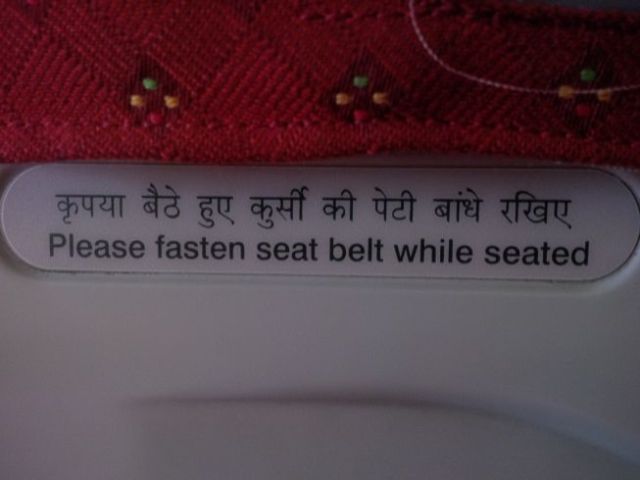 कृपया बैठे हुए कुर्सी की पेटी बांधे रखिए
Please fasten seat belt while seated